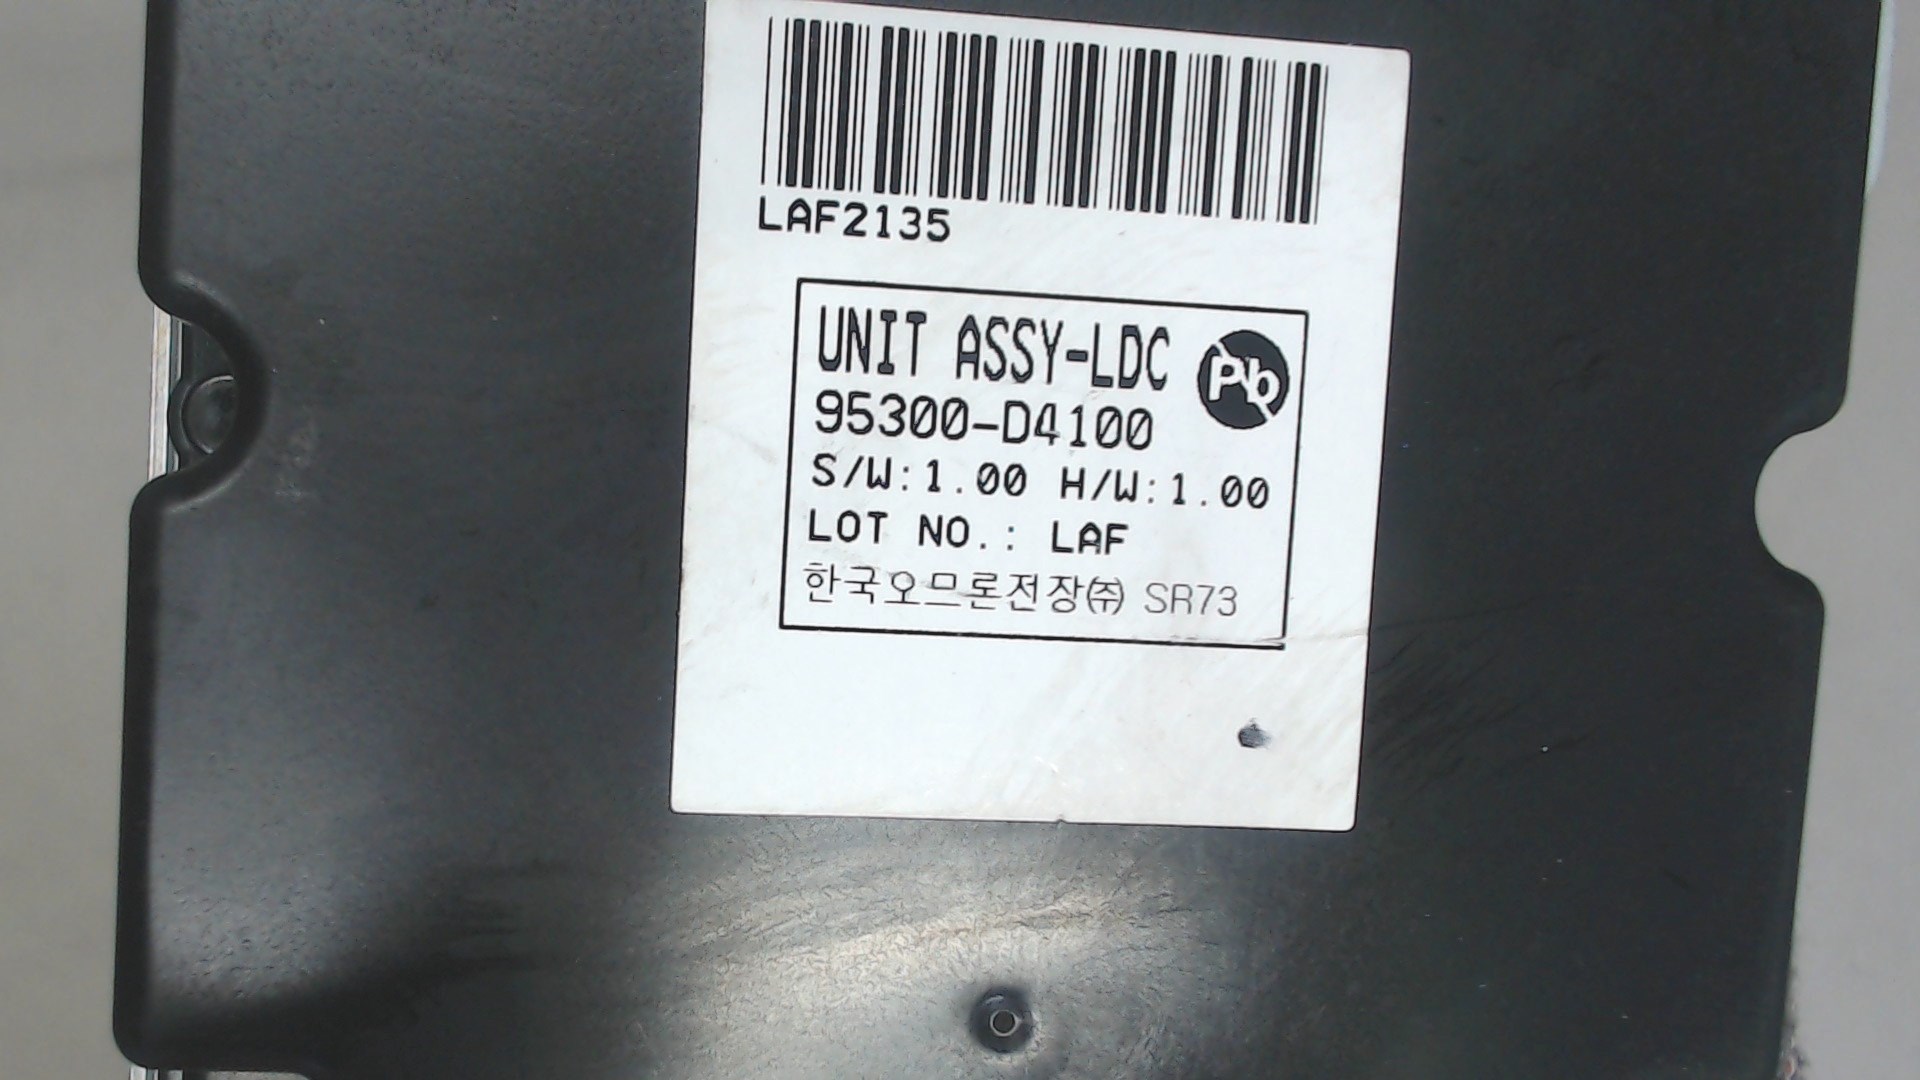 LAF2135
UNIT ASSY-LDC
Pb
95300-D4100
S/W:1.00 H/W:1.00
LOT NO.: LAF
한국오므론전장㈜ SR73